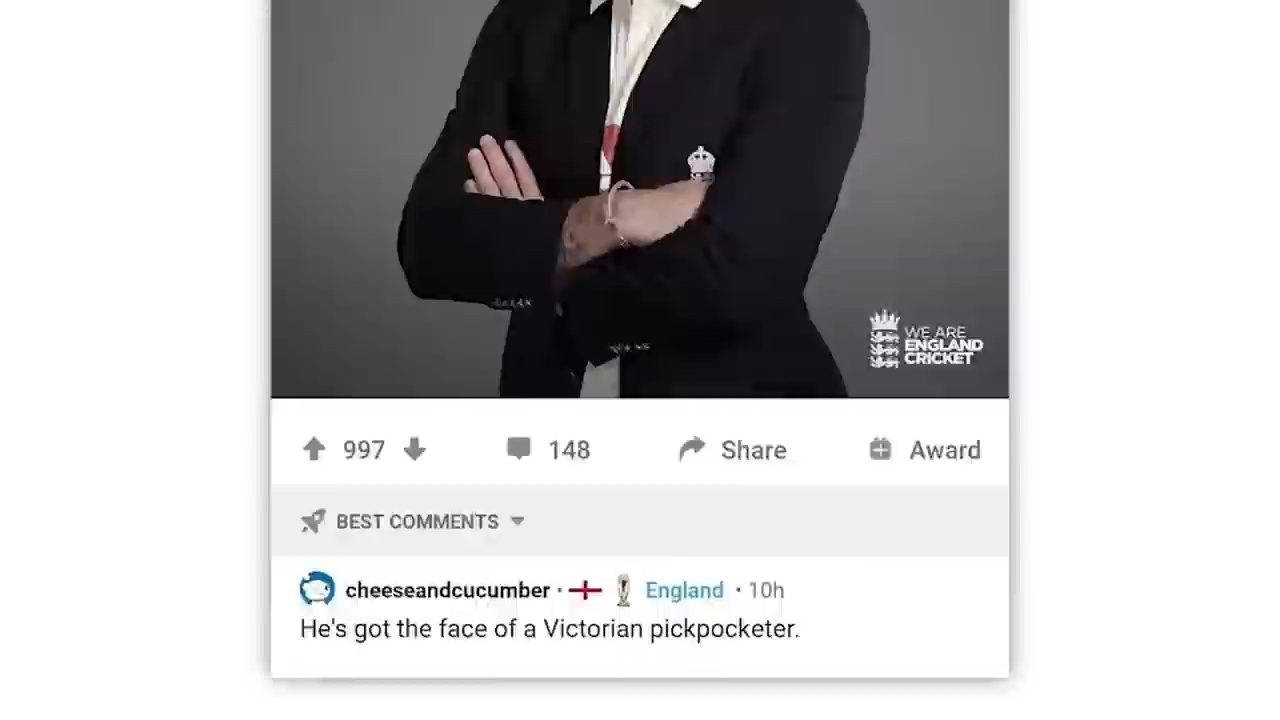 WE ARE
ENGLAND
CRICKET
997
148
Share
Award
BEST COMMENTS
cheeseandcucumber · England · 10h
He's got the face of a Victorian pickpocketer.